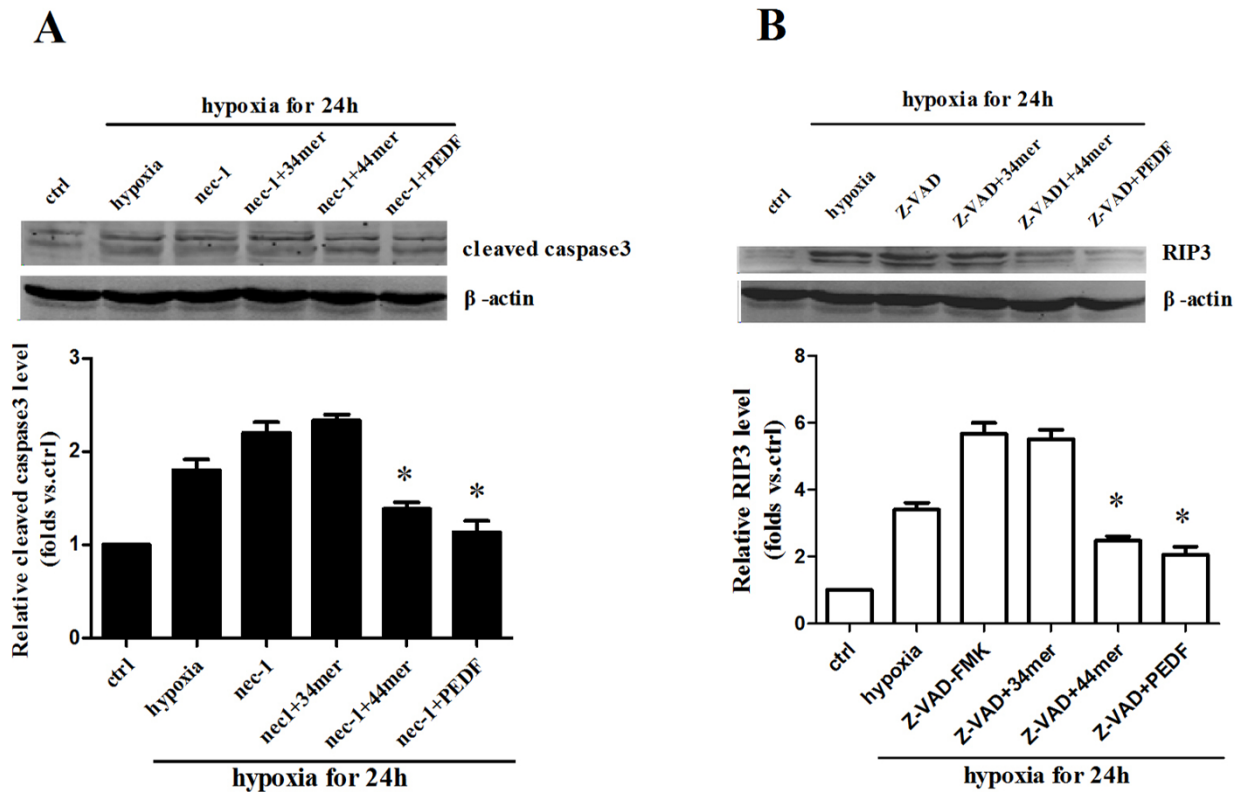 A
hypoxia for 24h
ctrl
hypoxia
nec-1
nec-1+34mer
nec-1+44mer
nec-1+PEDF
cleaved caspase3
β -actin
Relative cleaved caspase3 level
(folds vs.ctrl)
3
2
1
0
*
*
ctrl
hypoxia
nec-1
nec1+34mer
nec-1+44mer
nec-1+PEDF
hypoxia for 24h
B
hypoxia for 24h
ctrl
hypoxia
Z-VAD
Z-VAD+34mer
Z-VAD1+44mer
Z-VAD+PEDF
RIP3
β -actin
Relative RIP3 level
(folds vs.ctrl)
8
6
4
2
0
*
*
ctrl
hypoxia
Z-VAD-FMK
Z-VAD+34mer
Z-VAD+44mer
Z-VAD+PEDF
hypoxia for 24h